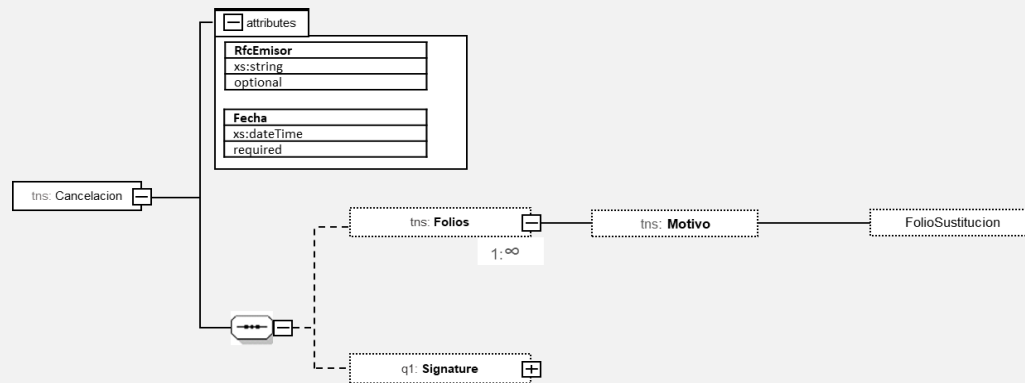 attributes
RfcEmisor
xs:string
optional
Fecha
xs:dateTime
required
tns: Cancelacion
tns: Folios
1:∞
tns: Motivo
FolioSustitucion
q1: Signature